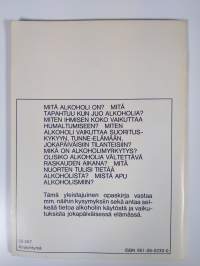 MITÄ ALKOHOLI ON? MITÄ
TAPAHTUU KUN JUO ALKOHOLIA?
MITEN IHMISEN KOKO VAIKUTTAA
HUMALTUMISEEN? MITEN
ALKOHOLI VAIKUTTAA SUORITUS-
KYKYYN, TUNNE-ELÄMÄÄN,
JOKAPÄIVÄISIIN TILANTEISIIN?
MIKÄ ON ALKOHOLIMYRKYTYS?
OLISIKO ALKOHOLIA VÄLTETTÄVÄ
RASKAUDEN AIKANA? MITÄ
NUORTEN TULISI TIETÄÄ
ALKOHOLISTA? MISTÄ APU
ALKOHOLISMIIN?
Tämä yleistajuinen opaskirja vastaa
mm. näihin kysymyksiin sekä antaa sel-
keää tietoa alkoholin käytöstä ja vaiku-
tuksista jokapäiväisessä elämässä.